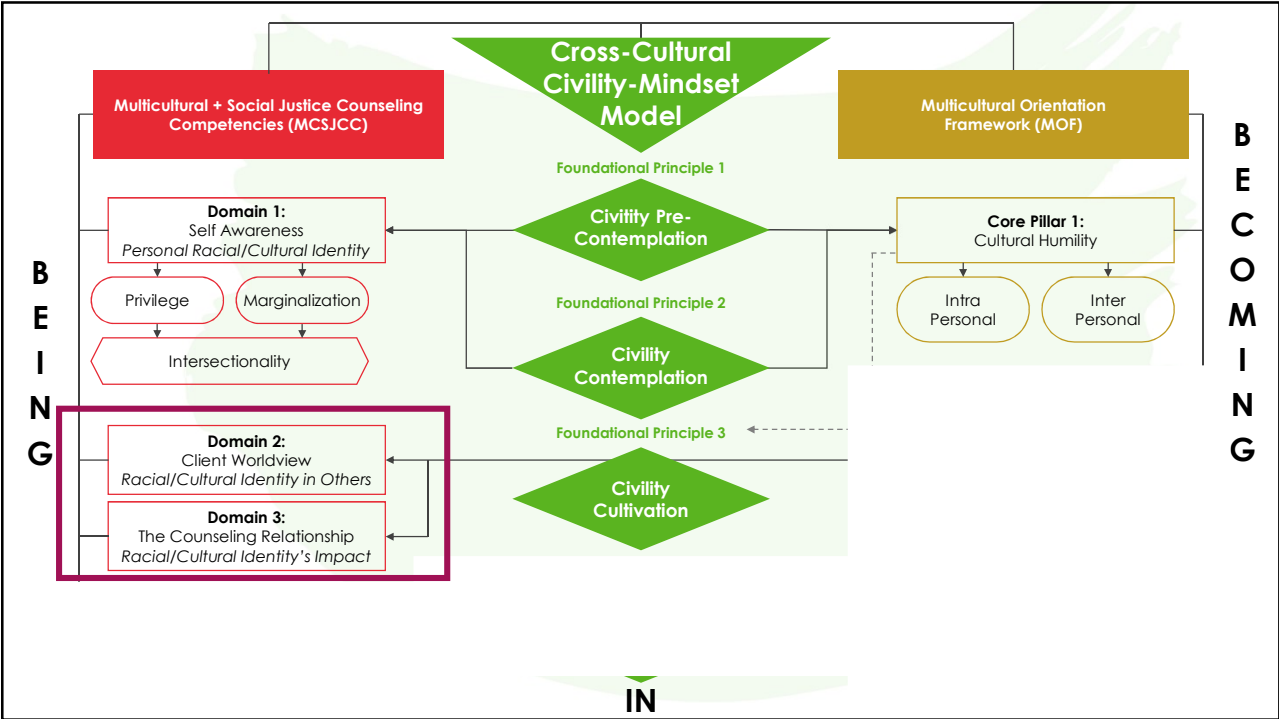 Cross-Cultural
Civility-Mindset
Model
Multicultural + Social Justice Counseling
Competencies (MCSJCC)
Multicultural Orientation
Framework (MOF)
BEING
BECOMING
Foundational Principle 1
Civitity Pre-
Contemplation
Domain 1:
Self Awareness
Personal Racial/Cultural Identity
Privilege
Marginalization
Intersectionality
Core Pillar 1:
Cultural Humility
Intra
Personal
Inter
Personal
Foundational Principle 2
Civility
Contemplation
Foundational Principle 3
Civility
Cultivation
Domain 2:
Client Worldview
Racial/Cultural Identity in Others
Domain 3:
The Counseling Relationship
Racial/Cultural Identity's Impact
IN